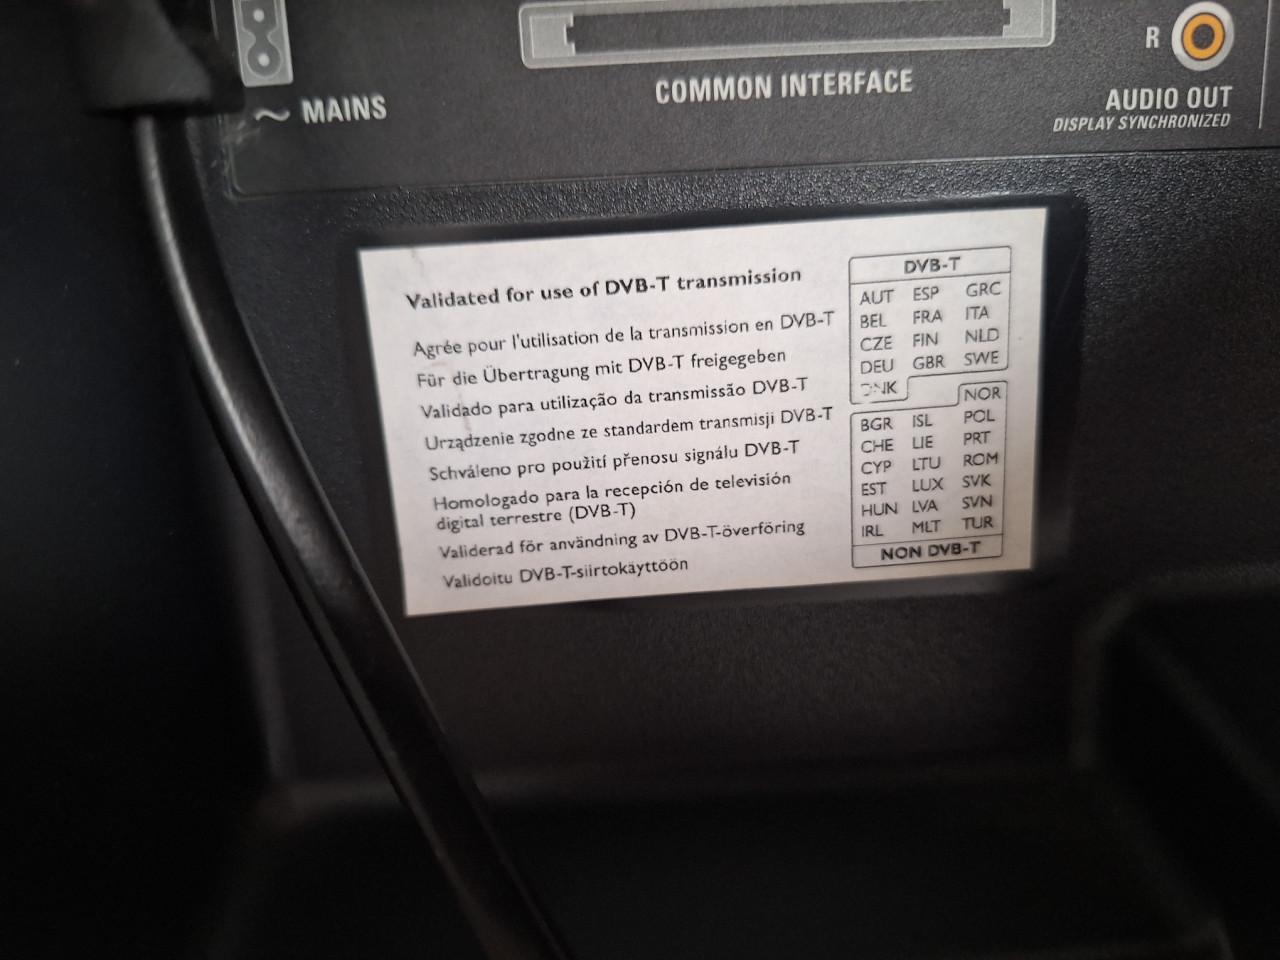 ~ MAINS
COMMON INTERFACE
R
AUDIO OUT
DISPLAY SYNCHRONIZED
Validated for use of DVB-T transmission
Agrée pour l'utilisation de la transmission en DVB-T
Für die Übertragung mit DVB-T freigegeben
Validado para utilização da transmissão DVB-T
Urządzenie zgodne ze standardem transmisji DVB-T
Schváleno pro použití přenosu signálu DVB-T
Homologado para la recepción de televisión
digital terrestre (DVB-T)
Validerad för användning av DVB-T-överföring
Validoitu DVB-T-siirtokäyttöön
DVB-T
AUT ESP GRC
BEL FRA ITA
CZE FIN NLD
DEU GBR SWE
DNK
NOR
BGR ISL POL
CHE LIE PRT
CYP LTU ROM
EST LUX SVK
HUN LVA SVN
IRL MLT TUR
NON DVB-T